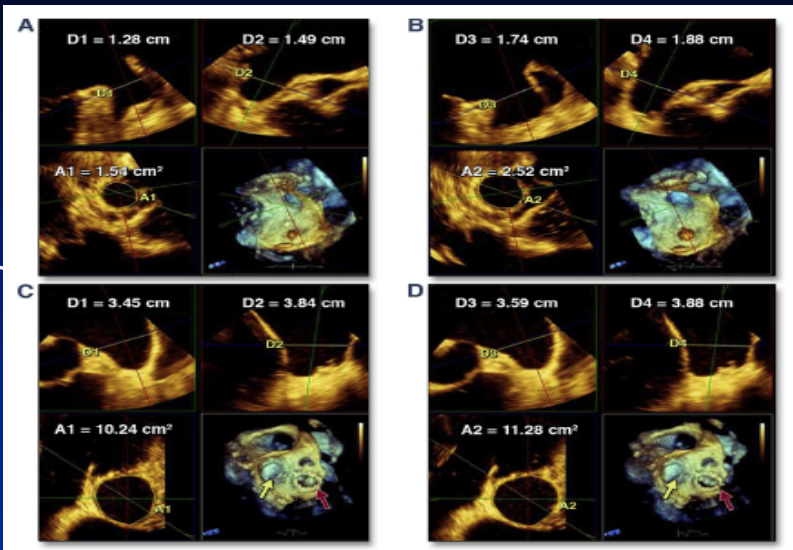 A
D1 = 1.28 cm
D2 = 1.49 cm
D1
D2
A1 = 1.54 cm²
A1
B
D3 = 1.74 cm
D4 = 1.88 cm
D3
D4
A2 = 2.52 cm²
A2
C
D1 = 3.45 cm
D2 = 3.84 cm
D1
D2
A1 = 10.24 cm²
A1
D
D3 = 3.59 cm
D4 = 3.88 cm
D3
D4
A2 = 11.28 cm²
A2